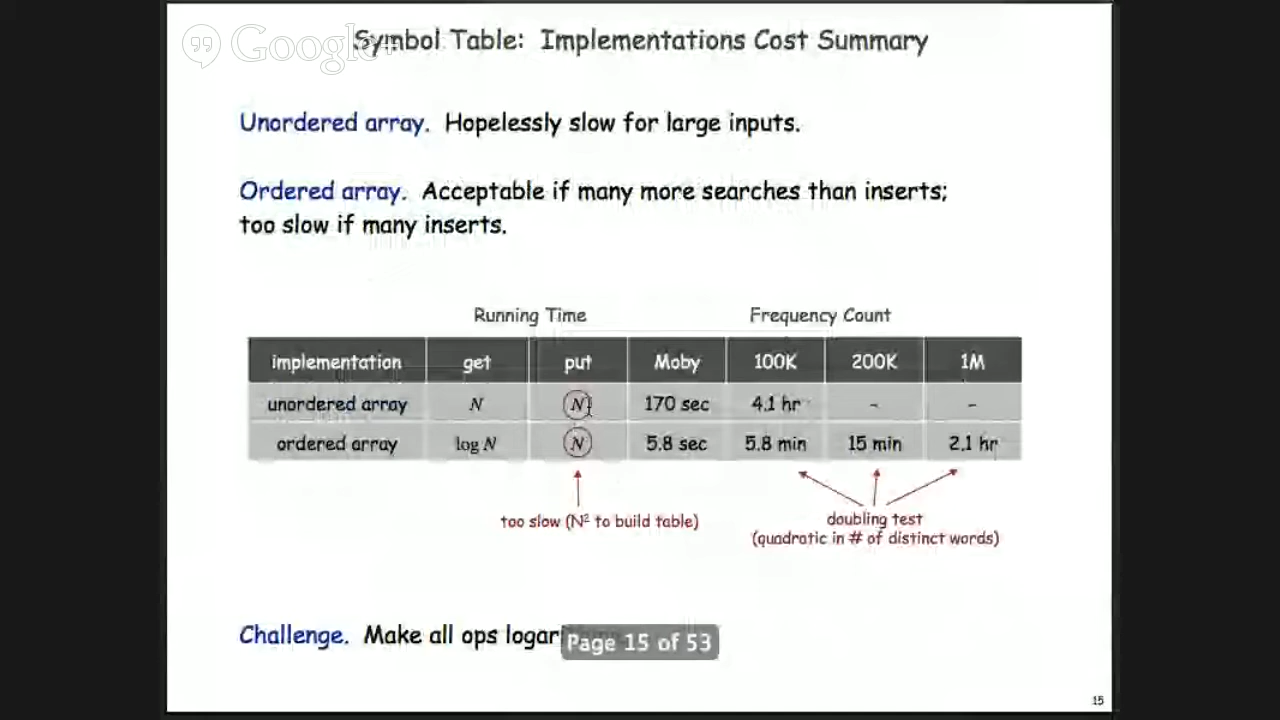 Google+
Symbol Table: Implementations Cost Summary
Unordered array. Hopelessly slow for large inputs.
Ordered array. Acceptable if many more searches than inserts;
too slow if many inserts.
Running Time Frequency Count
implementation get put Moby 100K 200K 1M
unordered array N N 170 sec 4.1 hr - -
ordered array log N N 5.8 sec 5.8 min 15 min 2.1 hr
too slow (N² to build table)
doubling test
(quadratic in # of distinct words)
Challenge. Make all ops
Page 15 of 53
15